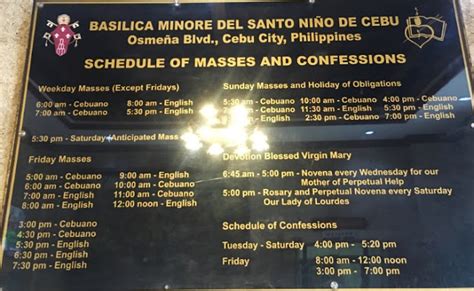 BASILICA MINORE DEL SANTO NIÑO DE CEBU
Osmeña Blvd., Cebu City, Philippines
SCHEDULE OF MASSES AND CONFESSIONS
Weekday Masses (Except Fridays)
6:00 am - Cebuano 8:00 am - English
7:00 am - Cebuano 5:30 pm - English
5:30 pm - Saturday (Anticipated Mass
Sunday Masses and Holiday of Obligations
5:30 am - Cebuano 10:00 am - Cebuano 4:00 pm - Cebuano
7:00 am - Cebuano 11:30 am - English 5:30 pm - English
- English 2:30 pm - Cebuano 7:00 pm - English
Friday Masses
5:00 am - Cebuano 9:00 am - English
6:00 am - Cebuano 10:00 am - Cebuano
7:00 am - English 11:00 am - Cebuano
8:00 am - English 12:00 noon - English
3:00 pm - Cebuano
4:30 pm - Cebuano
pm - English
7:30 pm - English
Devotion Blessed Virgin Mary
6:45 am - 5:00 pm - Novena every Wednesday for our
Mother of Perpetual Help
5:00 pm - Rosary and Perpetual Novena every Saturday
Our Lady of Lourdes
Schedule of Confessions
Tuesday - Saturday 4:00 pm - 5:20 pm
Friday 8:00 am - 12:00 noon
3:00 pm - 7:00 pm